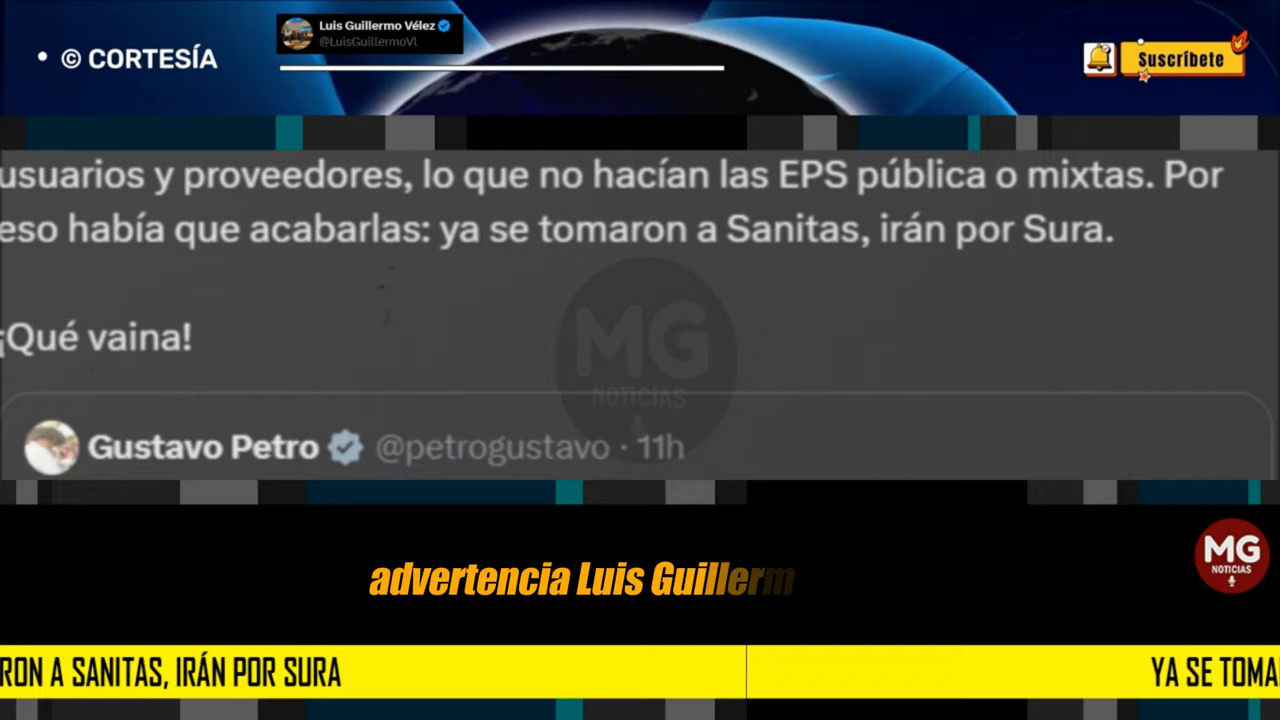 Luis Guillermo Vélez
@LuisGuillermoVl
• © CORTESÍA
Suscríbete
usuarios y proveedores, lo que no hacían las EPS pública o mixtas. Por
eso había que acabarlas: ya se tomaron a Sanitas, irán por Sura.
¡Qué vaina!
MG
NOTICIAS
Gustavo Petro @petrogustavo · 11h
MG
NOTICIAS
advertencia Luis Guillerm
RON A SANITAS, IRÁN POR SURA
YA SE TOMA